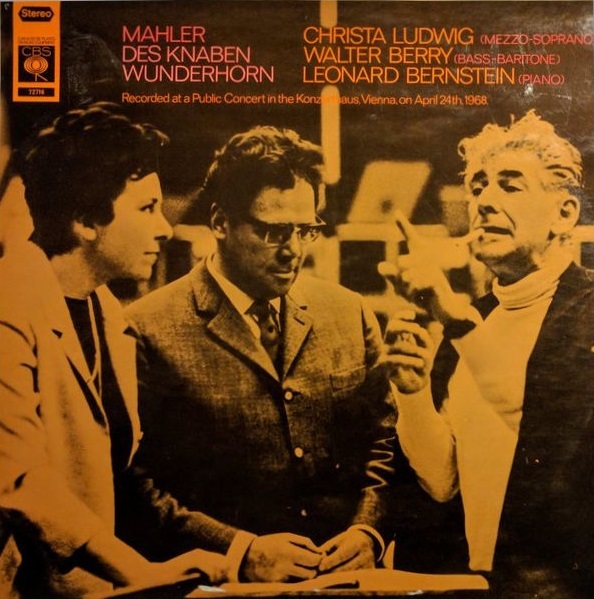 Stereo
CBS
72716
MAHLER
DES KNABEN
WUNDERHORN
CHRISTA LUDWIG (MEZZO-SOPRANO
WALTER BERRY (BASS-BARITONE)
LEONARD BERNSTEIN (PIANO)
Recorded at a Public Concert in the Konzerthaus, Vienna, on April 24th, 1968.